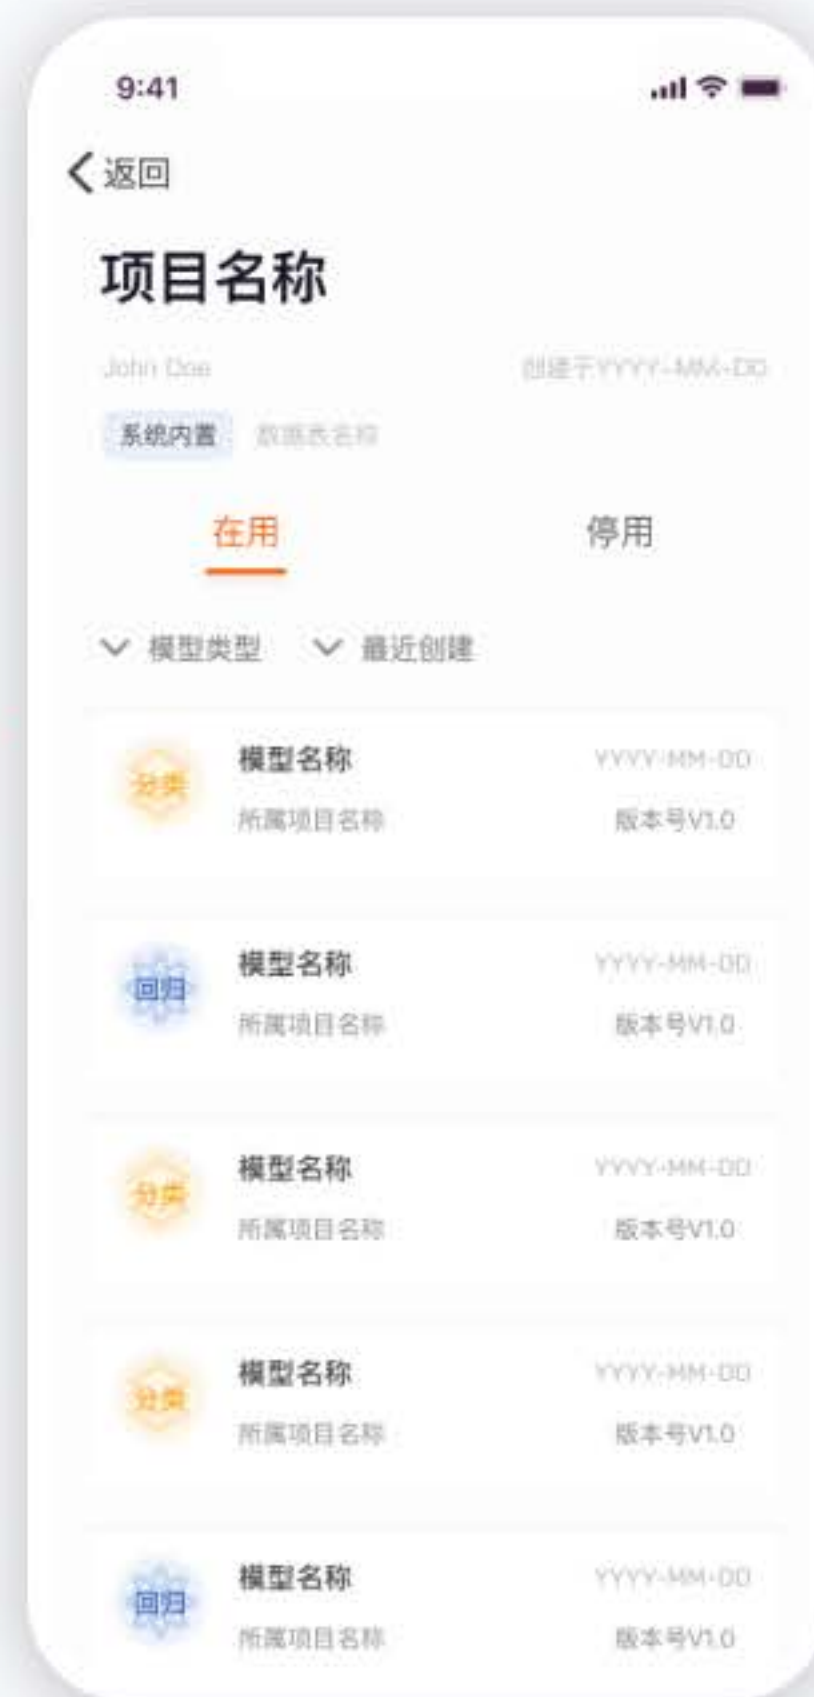 9:41
返回
项目名称
John Doe 创建于YYYY-MM-DD
系统内置 数据表名称
在用 停用
模型类型 最近创建
分类 模型名称 YYYY-MM-DD
所属项目名称 版本号V1.0
回归 模型名称 YYYY-MM-DD
所属项目名称 版本号V1.0
分类 模型名称 YYYY-MM-DD
所属项目名称 版本号V1.0
分类 模型名称 YYYY-MM-DD
所属项目名称 版本号V1.0
回归 模型名称 YYYY-MM-DD
所属项目名称 版本号V1.0